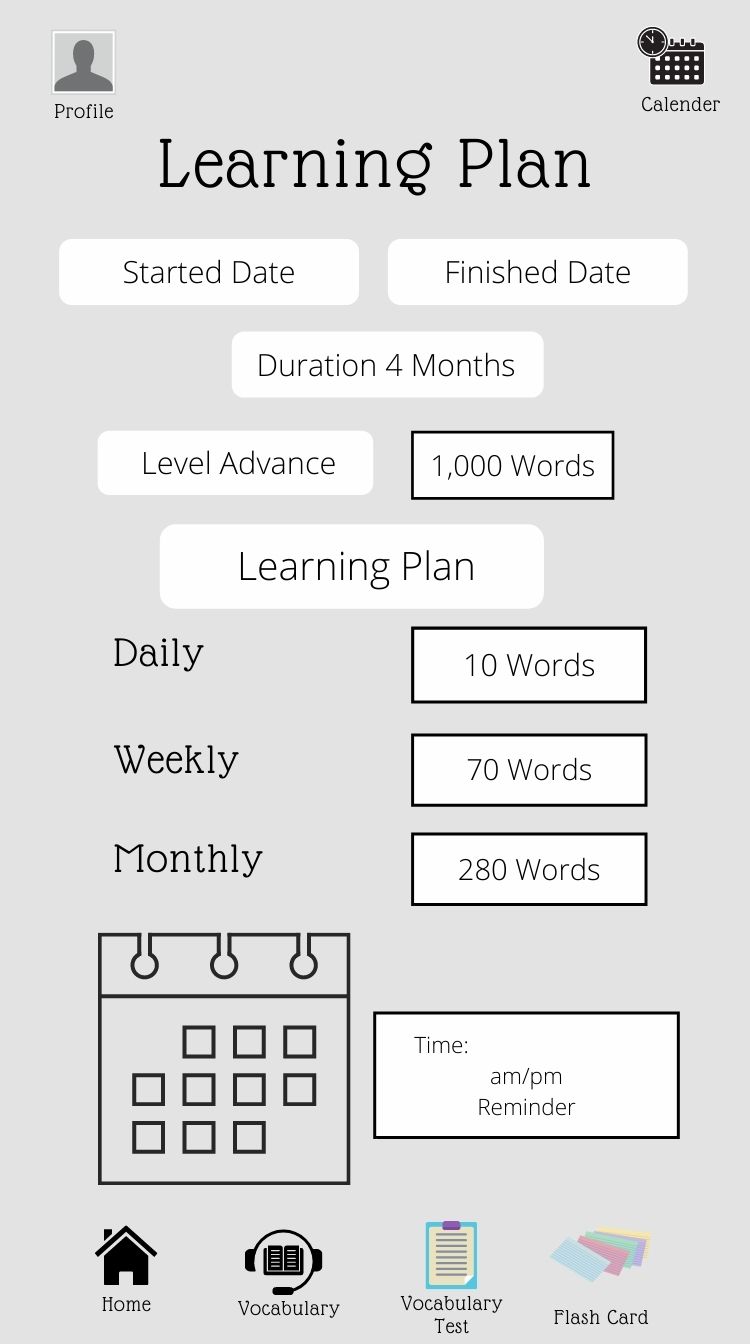 Profile
Calender
Learning Plan
Started Date
Finished Date
Duration 4 Months
Level Advance
1,000 Words
Learning Plan
Daily
10 Words
Weekly
70 Words
Monthly
280 Words
Time:
am/pm
Reminder
Home
Vocabulary
Vocabulary
Test
Flash Card